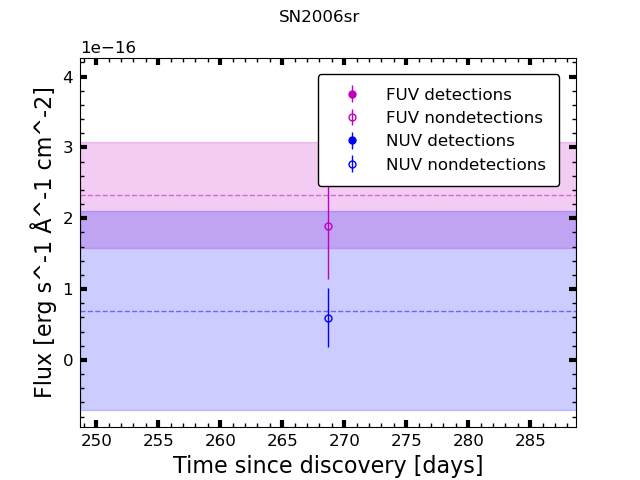 SN2006sr
1e−16
4
3
2
1
0
Flux [erg s^-1 Å^-1 cm^-2]
FUV detections
FUV nondetections
NUV detections
NUV nondetections
250 255 260 265 270 275 280 285
Time since discovery [days]